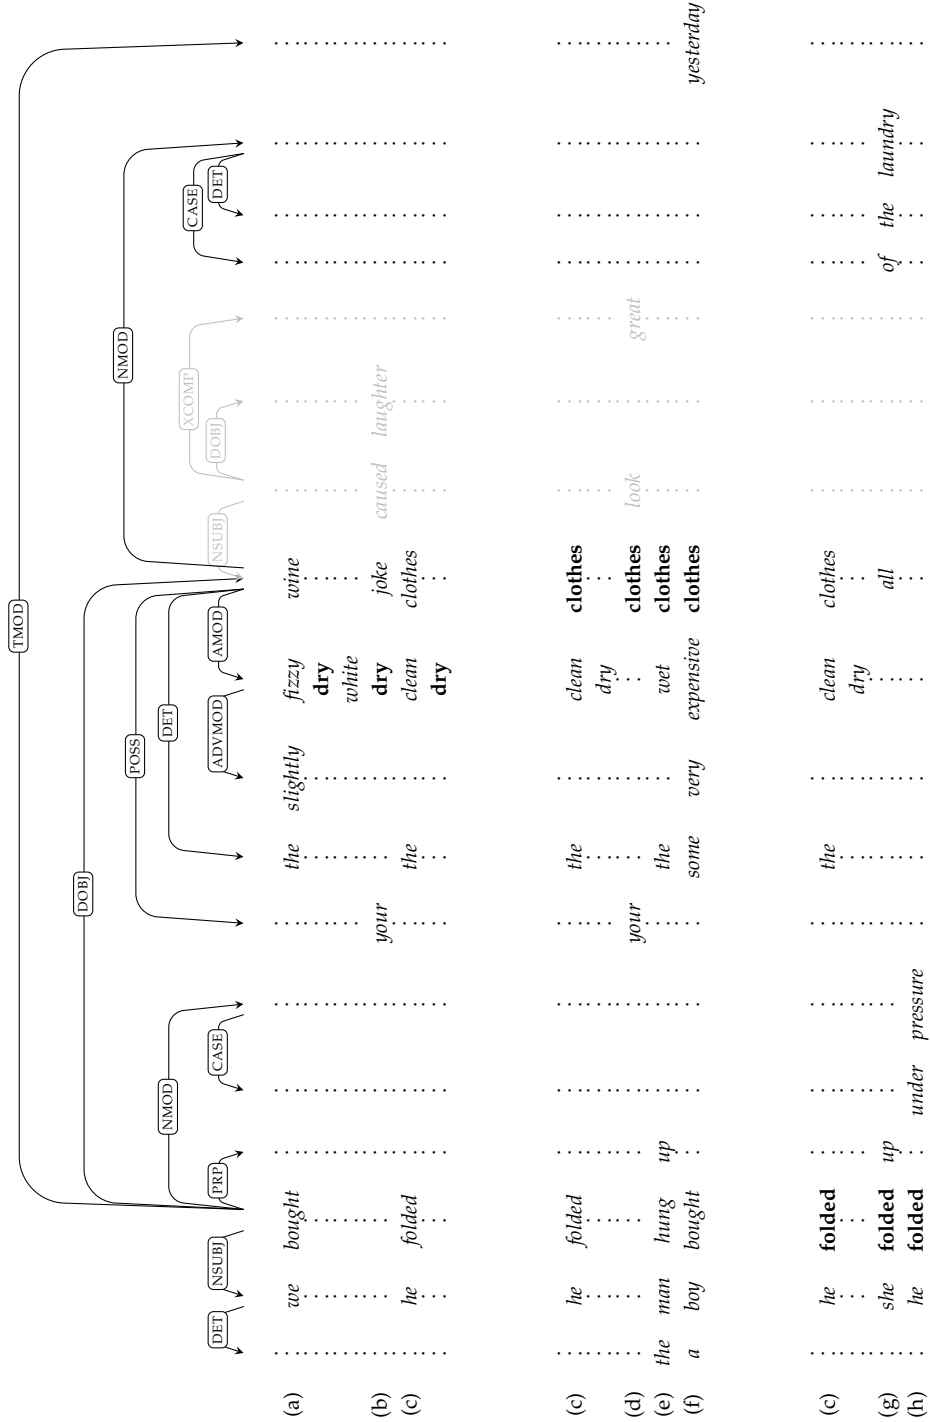 TMOD
DOBJ
NMOD
POSS
NMOD DET
XCOMP CASE
DET NSUBJ PRP CASE ADVMOD AMOD NSUBJ DOBJ DET
(a) we bought the slightly fizzy wine
dry
white
(b) your dry joke caused laughter
(c) he folded the clean clothes
dry
(c) he folded the clean clothes
dry
(d) your clothes look great
(e) the man hung up the wet clothes
(f) a boy bought some very expensive clothes yesterday
(c) he folded the clean clothes
dry
(g) she folded up all of the laundry
(h) he folded under pressure